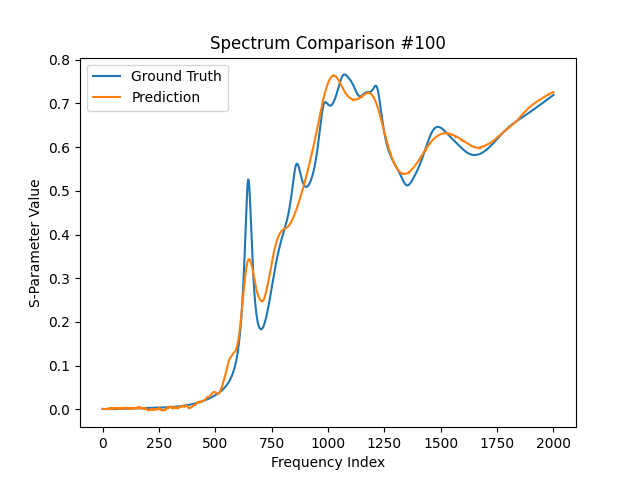 Spectrum Comparison #100
Ground Truth
Prediction
S-Parameter Value
0.8
0.7
0.6
0.5
0.4
0.3
0.2
0.1
0.0
0 250 500 750 1000 1250 1500 1750 2000
Frequency Index